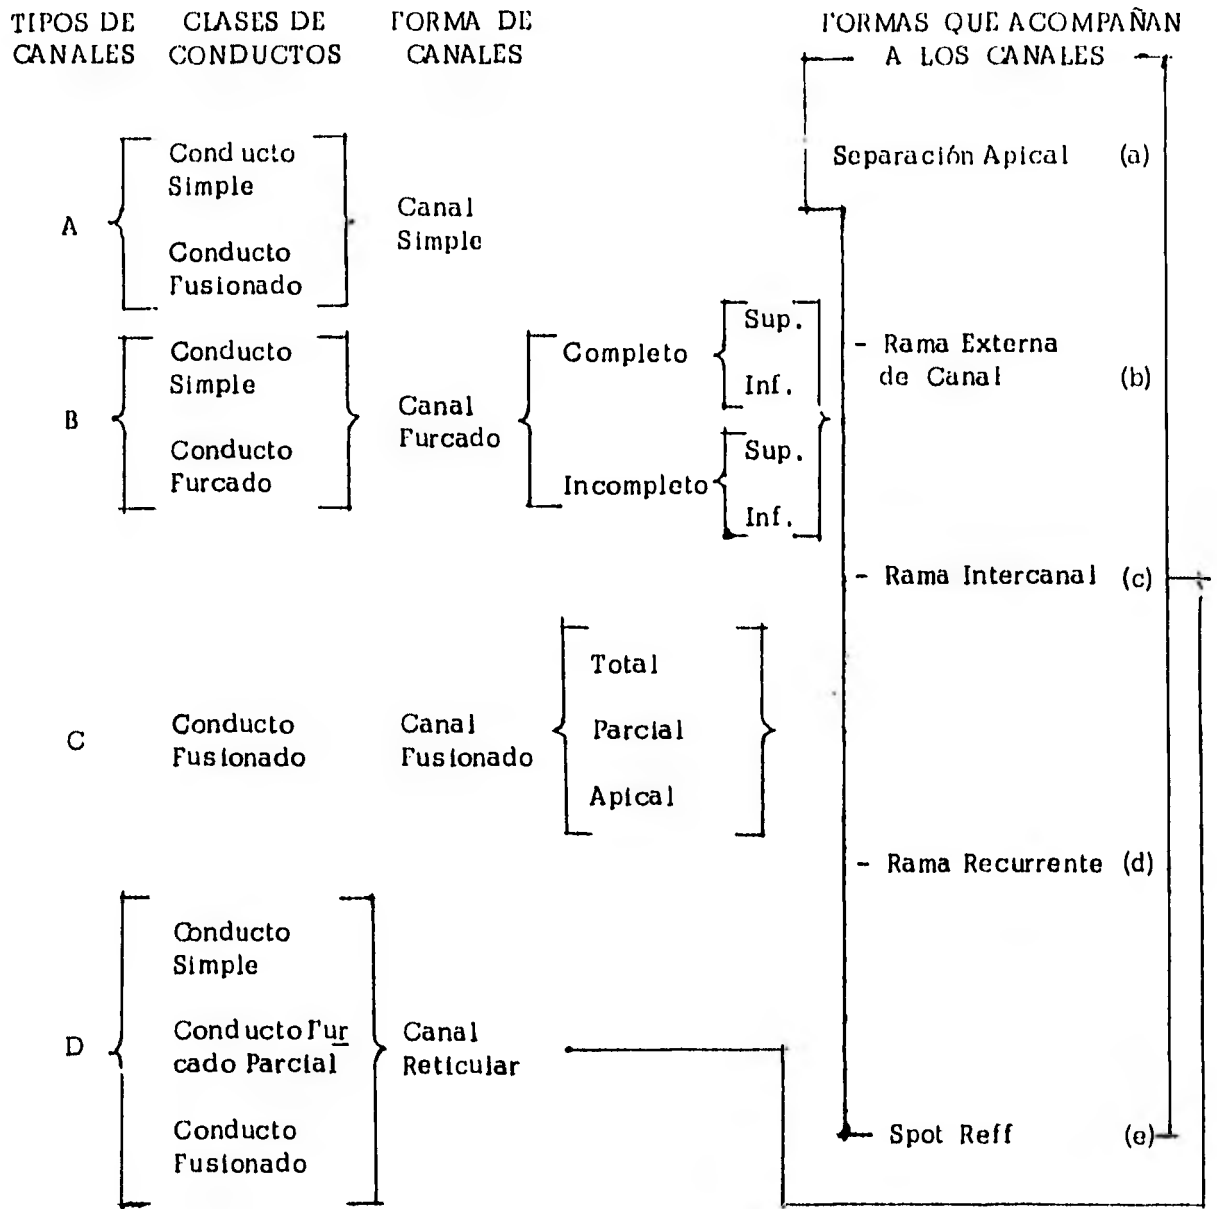 TIPOS DE CANALES
CLASES DE CONDUCTOS
FORMA DE CANALES
FORMAS QUE ACOMPAÑAN A LOS CANALES
A
Conducto
Simple
Conducto
Fusionado
Canal
Simple
B
Conducto
Simple
Conducto
Furcado
Canal
Furcado
Completo
Sup.
Inf.
Incompleto
Sup.
Inf.
C
Conducto
Fusionado
Canal
Fusionado
Total
Parcial
Apical
D
Conducto
Simple
Conducto Fur
cado Parcial
Conducto
Fusionado
Canal
Reticular
Separación Apical (a)
- Rama Externa
de Canal (b)
- Rama Intercanal (c)
- Rama Recurrente (d)
- Spot Reff (e)